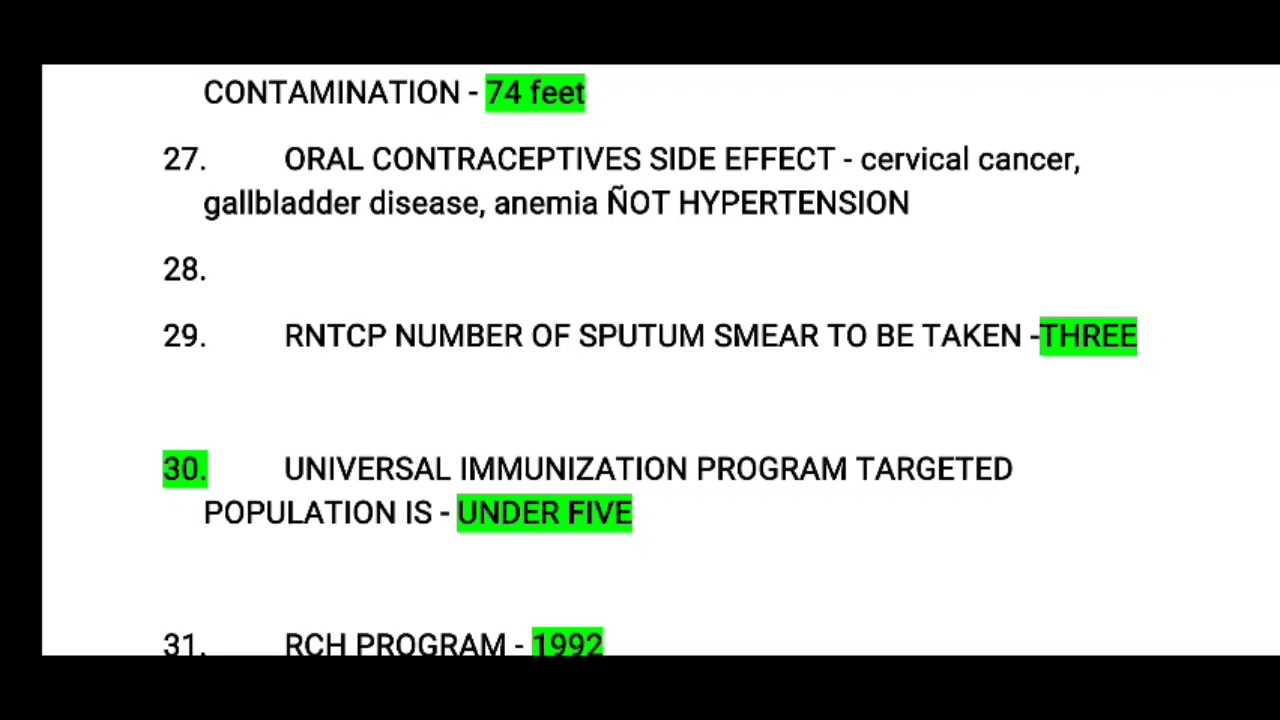 CONTAMINATION - 74 feet
27. ORAL CONTRACEPTIVES SIDE EFFECT - cervical cancer,
gallbladder disease, anemia ÑOT HYPERTENSION
28.
29. RNTCP NUMBER OF SPUTUM SMEAR TO BE TAKEN -THREE
30. UNIVERSAL IMMUNIZATION PROGRAM TARGETED
POPULATION IS - UNDER FIVE
31. RCH PROGRAM - 1992